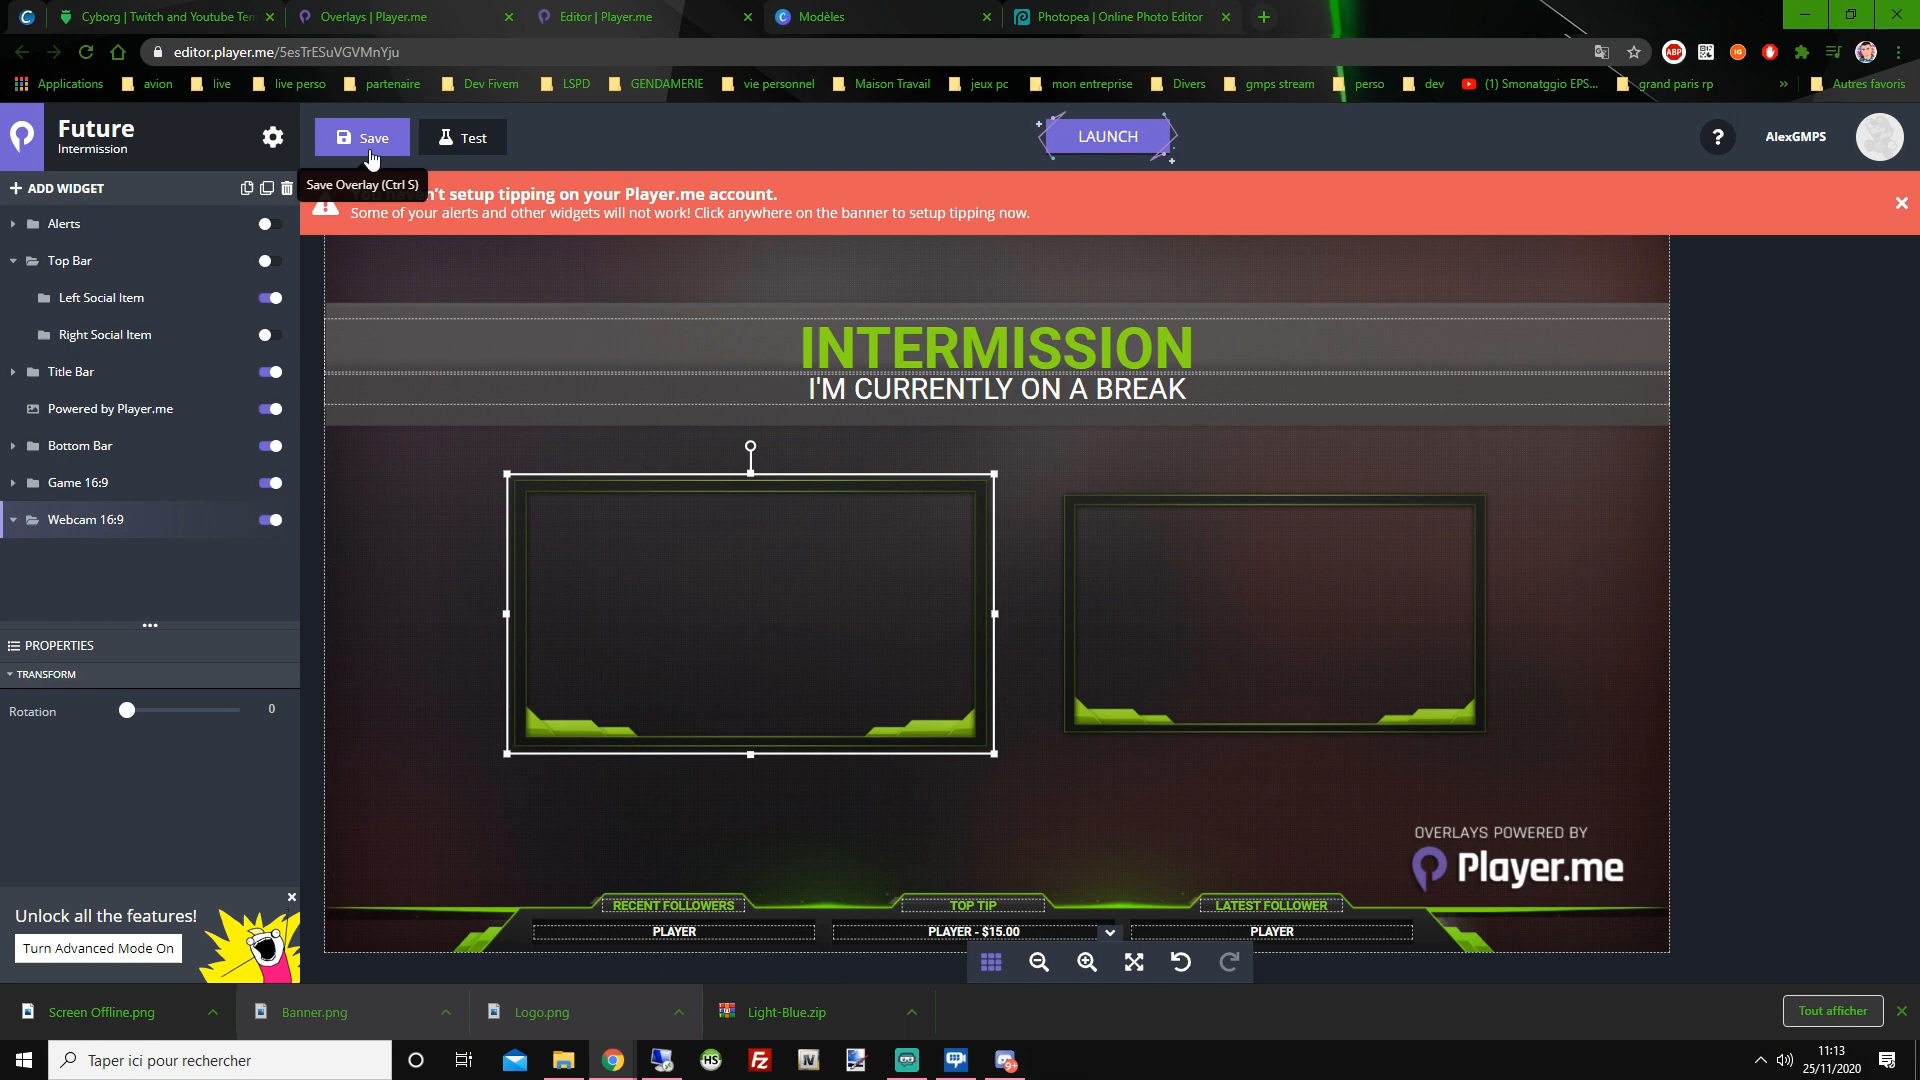 Cyborg | Twitch and Youtube Tem
Overlays | Player.me
Editor | Player.me
Modèles
Photopea | Online Photo Editor
editor.player.me/5esTrESuVGVMnYju
ABP
IG
Applications
avion
live
live perso
partenaire
Dev Fivem
LSPD
GENDAMERIE
vie personnel
Maison Travail
jeux pc
mon entreprise
Divers
gmps stream
perso
dev
(1) Smonatggio EPS...
grand paris rp
»
Autres favoris
Future
Intermission
Save
Test
LAUNCH
?
AlexGMPS
+ ADD WIDGET
Save Overlay (Ctrl S)
n't setup tipping on your Player.me account.
Some of your alerts and other widgets will not work! Click anywhere on the banner to setup tipping now.
Alerts
Top Bar
Left Social Item
Right Social Item
Title Bar
Powered by Player.me
Bottom Bar
Game 16:9
Webcam 16:9
INTERMISSION
I'M CURRENTLY ON A BREAK
PROPERTIES
TRANSFORM
Rotation
0
OVERLAYS POWERED BY
Player.me
Unlock all the features!
Turn Advanced Mode On
RECENT FOLLOWERS
TOP TIP
LATEST FOLLOWER
PLAYER
PLAYER - $15.00
PLAYER
Screen Offline.png
Banner.png
Logo.png
Light-Blue.zip
Tout afficher
Taper ici pour rechercher
HS
FZ
IV
9+
11:13
25/11/2020